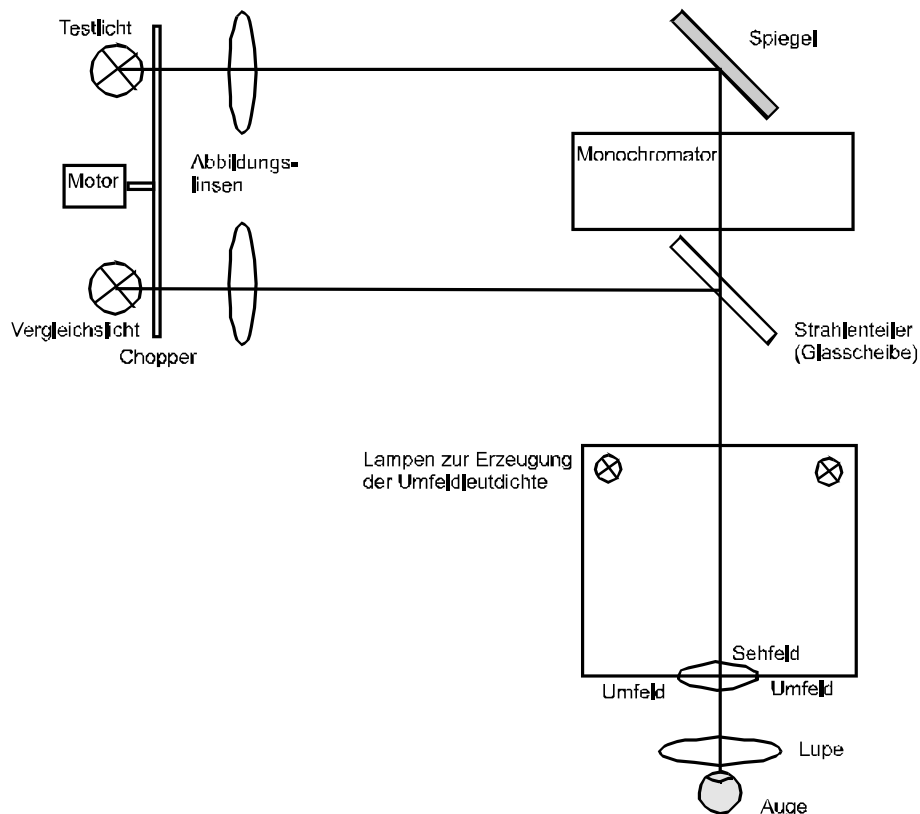 Testlicht
Spiegel
Abbildungs-
linsen
Monochromator
Motor
Vergleichslicht
Chopper
Strahlenteiler
(Glasscheibe)
Lampen zur Erzeugung
der Umfeldleutdichte
Sehfeld
Umfeld
Umfeld
Lupe
Auge